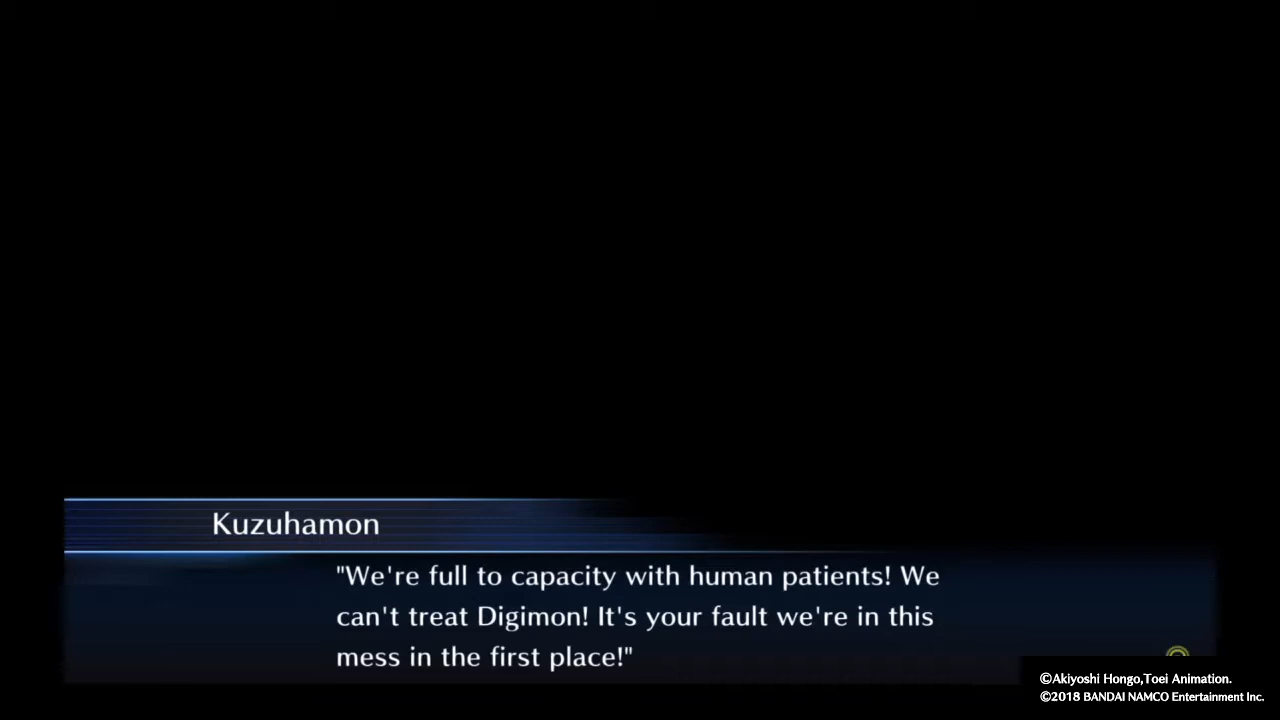 Kuzuhamon
"We're full to capacity with human patients! We
can't treat Digimon! It's your fault we're in this
mess in the first place!"
©Akiyoshi Hongo,Toei Animation.
©2018 BANDAI NAMCO Entertainment Inc.